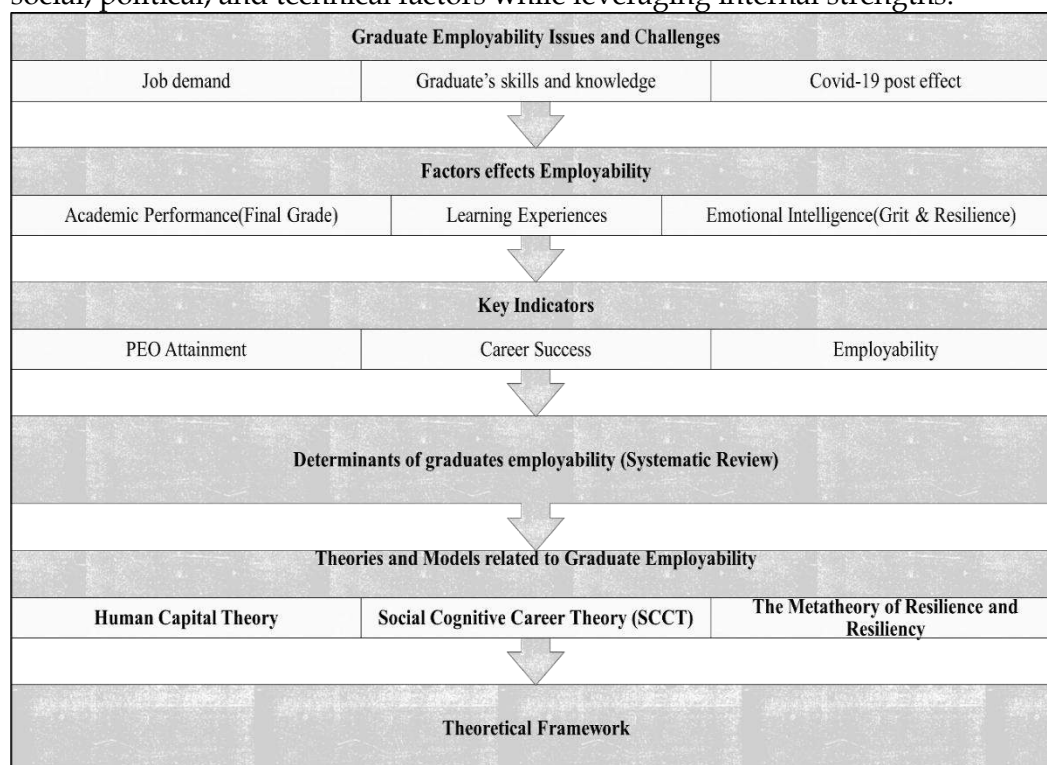 social, political, and technical factors while leveraging internal strengths.
Graduate Employability Issues and Challenges
Job demand
Graduate's skills and knowledge
Covid-19 post effect
Factors effects Employability
Academic Performance(Final Grade)
Learning Experiences
Emotional Intelligence(Grit & Resilience)
Key Indicators
PEO Attainment
Career Success
Employability
Determinants of graduates employability (Systematic Review)
Theories and Models related to Graduate Employability
Human Capital Theory
Social Cognitive Career Theory (SCCT)
The Metatheory of Resilience and
Resiliency
Theoretical Framework